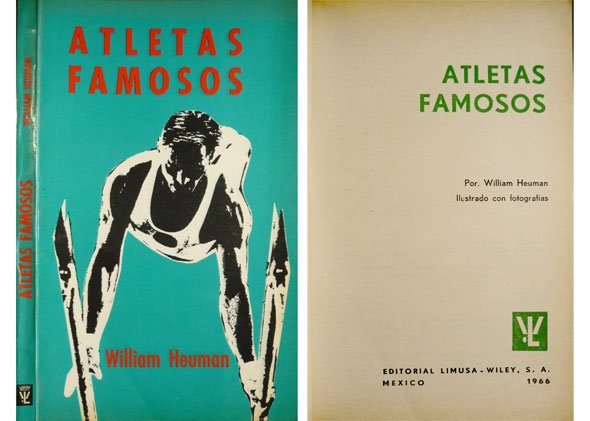 ATLETAS FAMOSOS
WILLIAM HEUMAN
ATLETAS
FAMOSOS
William Heuman
ATLETAS
FAMOSOS
Por. William Heuman
Ilustrado con fotografías
EDITORIAL LIMUSA - WILEY, S. A.
MEXICO 1966